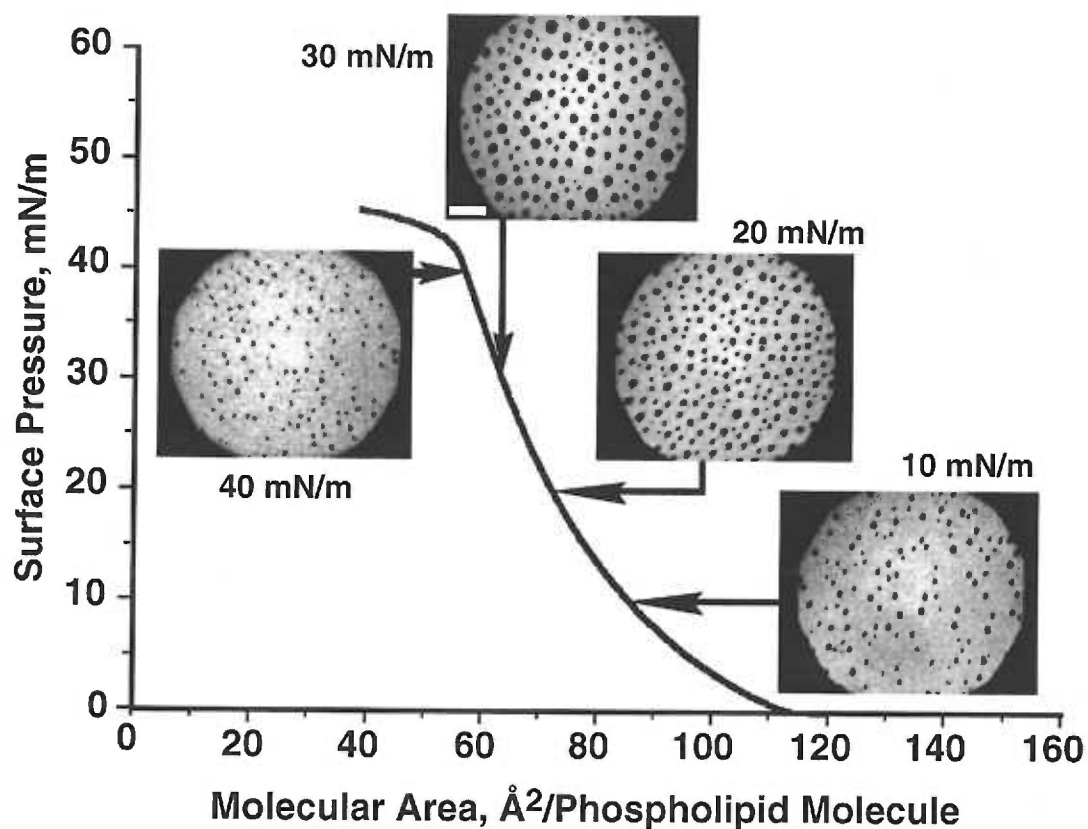 60
50
40
30
20
10
0
Surface Pressure, mN/m
30 mN/m
20 mN/m
40 mN/m
10 mN/m
0 20 40 60 80 100 120 140 160
Molecular Area, Å²/Phospholipid Molecule